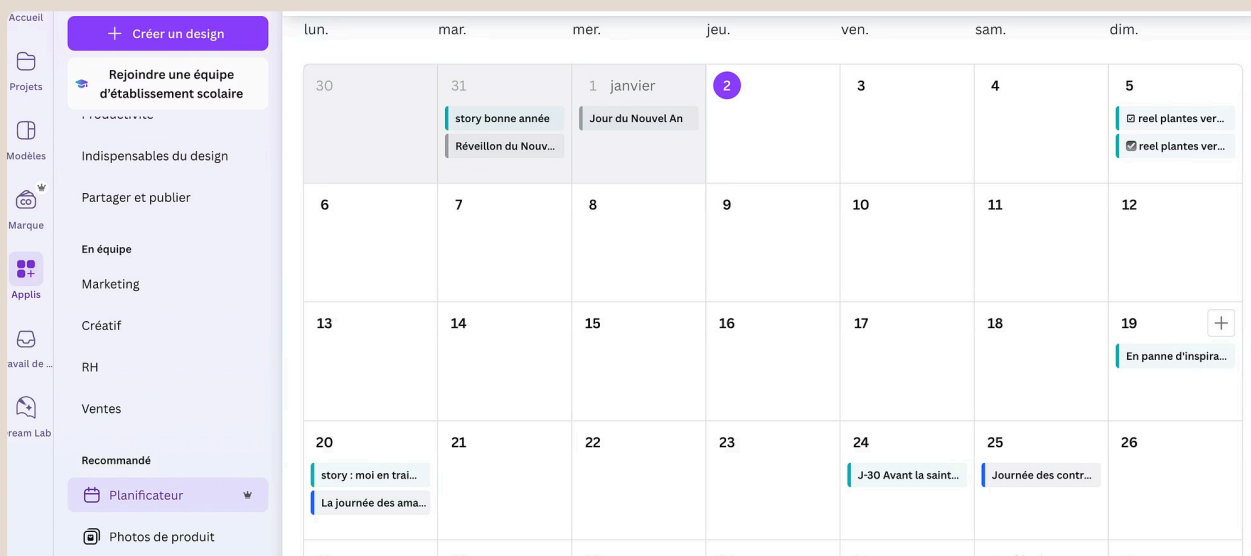 Accueil
Projets
Modèles
Marque
Applis
avail de ...
ream Lab
Créer un design
Rejoindre une équipe
d'établissement scolaire
Productivité
Indispensables du design
Partager et publier
En équipe
Marketing
Créatif
RH
Ventes
Recommandé
Planificateur
Photos de produit
lun. mar. mer. jeu. ven. sam. dim.
30 31 1 janvier 2 3 4 5
story bonne année Jour du Nouvel An reel plantes ver...
Réveillon du Nouv... reel plantes ver...
6 7 8 9 10 11 12
13 14 15 16 17 18 19
En panne d'inspira...
20 21 22 23 24 25 26
story : moi en trai... J-30 Avant la saint... Journée des contr...
La journée des ama...